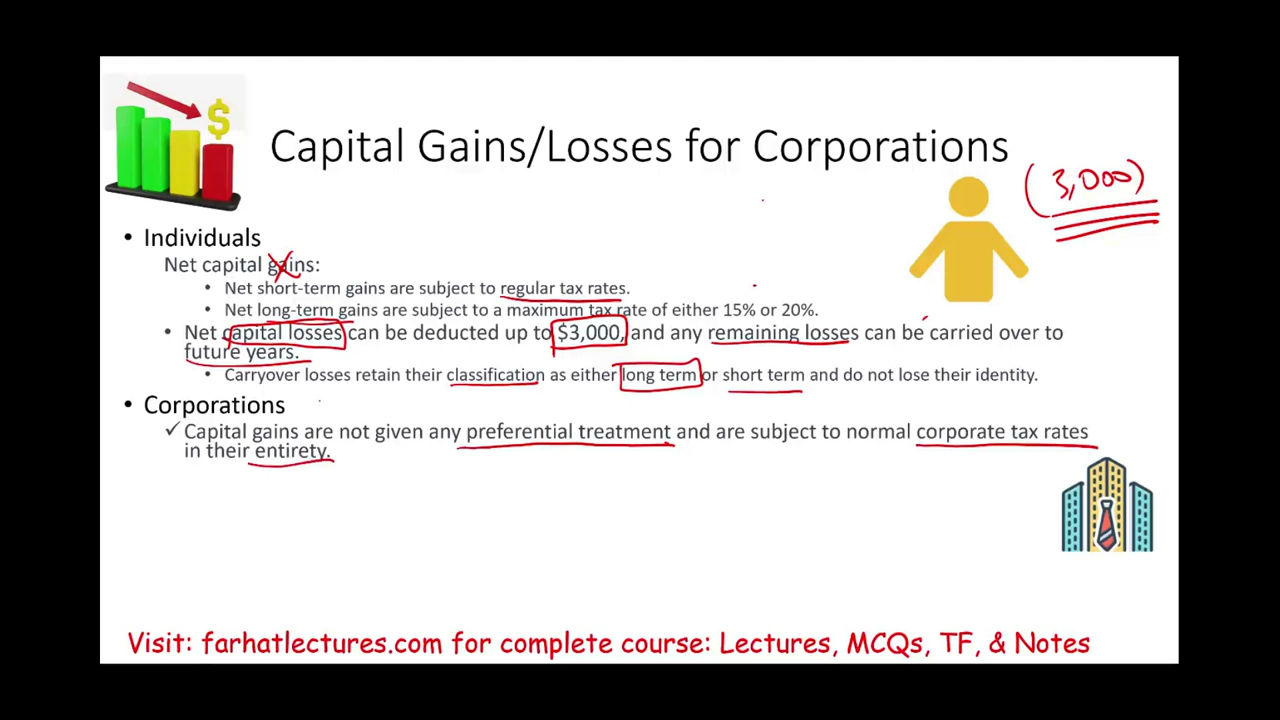 $
Capital Gains/Losses for Corporations
(3,000)
• Individuals
Net capital gains:
• Net short-term gains are subject to regular tax rates.
• Net long-term gains are subject to a maximum tax rate of either 15% or 20%.
• Net capital losses can be deducted up to $3,000, and any remaining losses can be carried over to
future years.
• Carryover losses retain their classification as either long term or short term and do not lose their identity.
• Corporations
✓ Capital gains are not given any preferential treatment and are subject to normal corporate tax rates
in their entirety.
Visit: farhatlectures.com for complete course: Lectures, MCQs, TF, & Notes